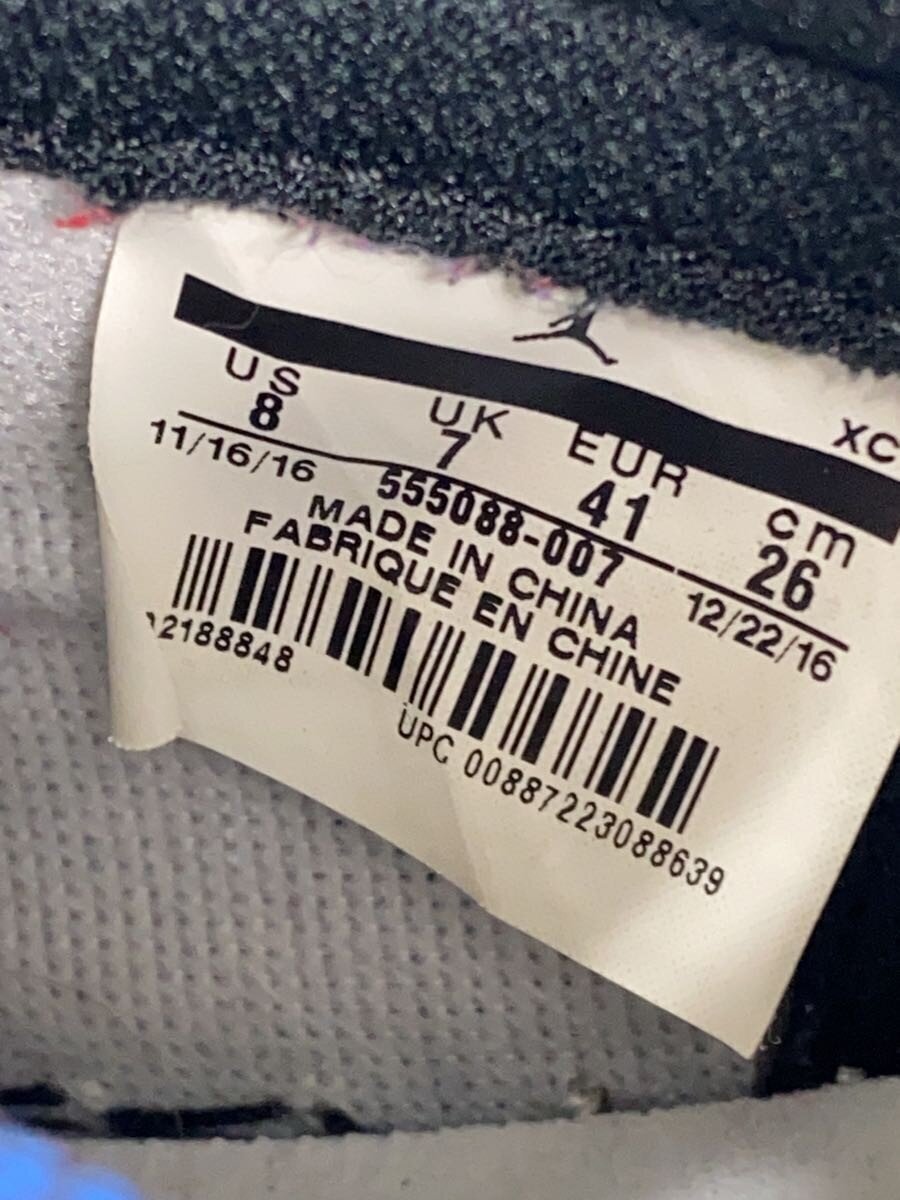 XC
US UK EUR cm
8 7 41 26
11/16/16 555088-007 12/22/16
MADE IN CHINA
FABRIQUE EN CHINE
2188848
UPC 00887223088639